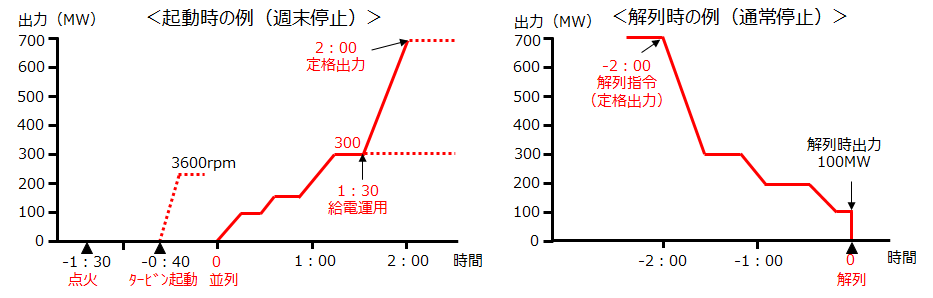 出力（MW）
＜起動時の例（週末停止）＞
700
600
500
400
300
200
100
0
2：00
定格出力
3600rpm
300
1：30
給電運用
-1：30
点火
-0：40
ﾀｰﾋﾞﾝ起動
0
並列
1：00
2：00
時間
出力（MW）
＜解列時の例（通常停止）＞
700
600
500
400
300
200
100
0
-2：00
解列指令
（定格出力）
解列時出力
100MW
-2：00
-1：00
0
解列
時間